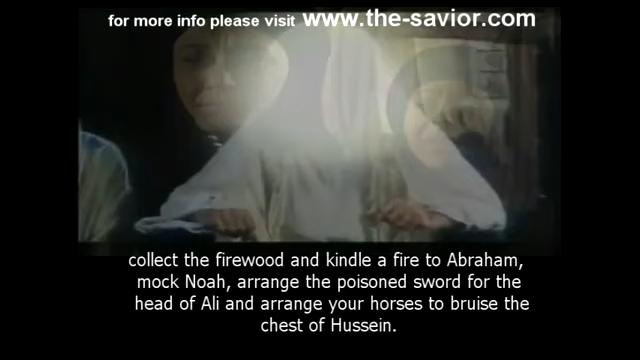 for more info please visit www.the-savior.com
collect the firewood and kindle a fire to Abraham,
mock Noah, arrange the poisoned sword for the
head of Ali and arrange your horses to bruise the
chest of Hussein.